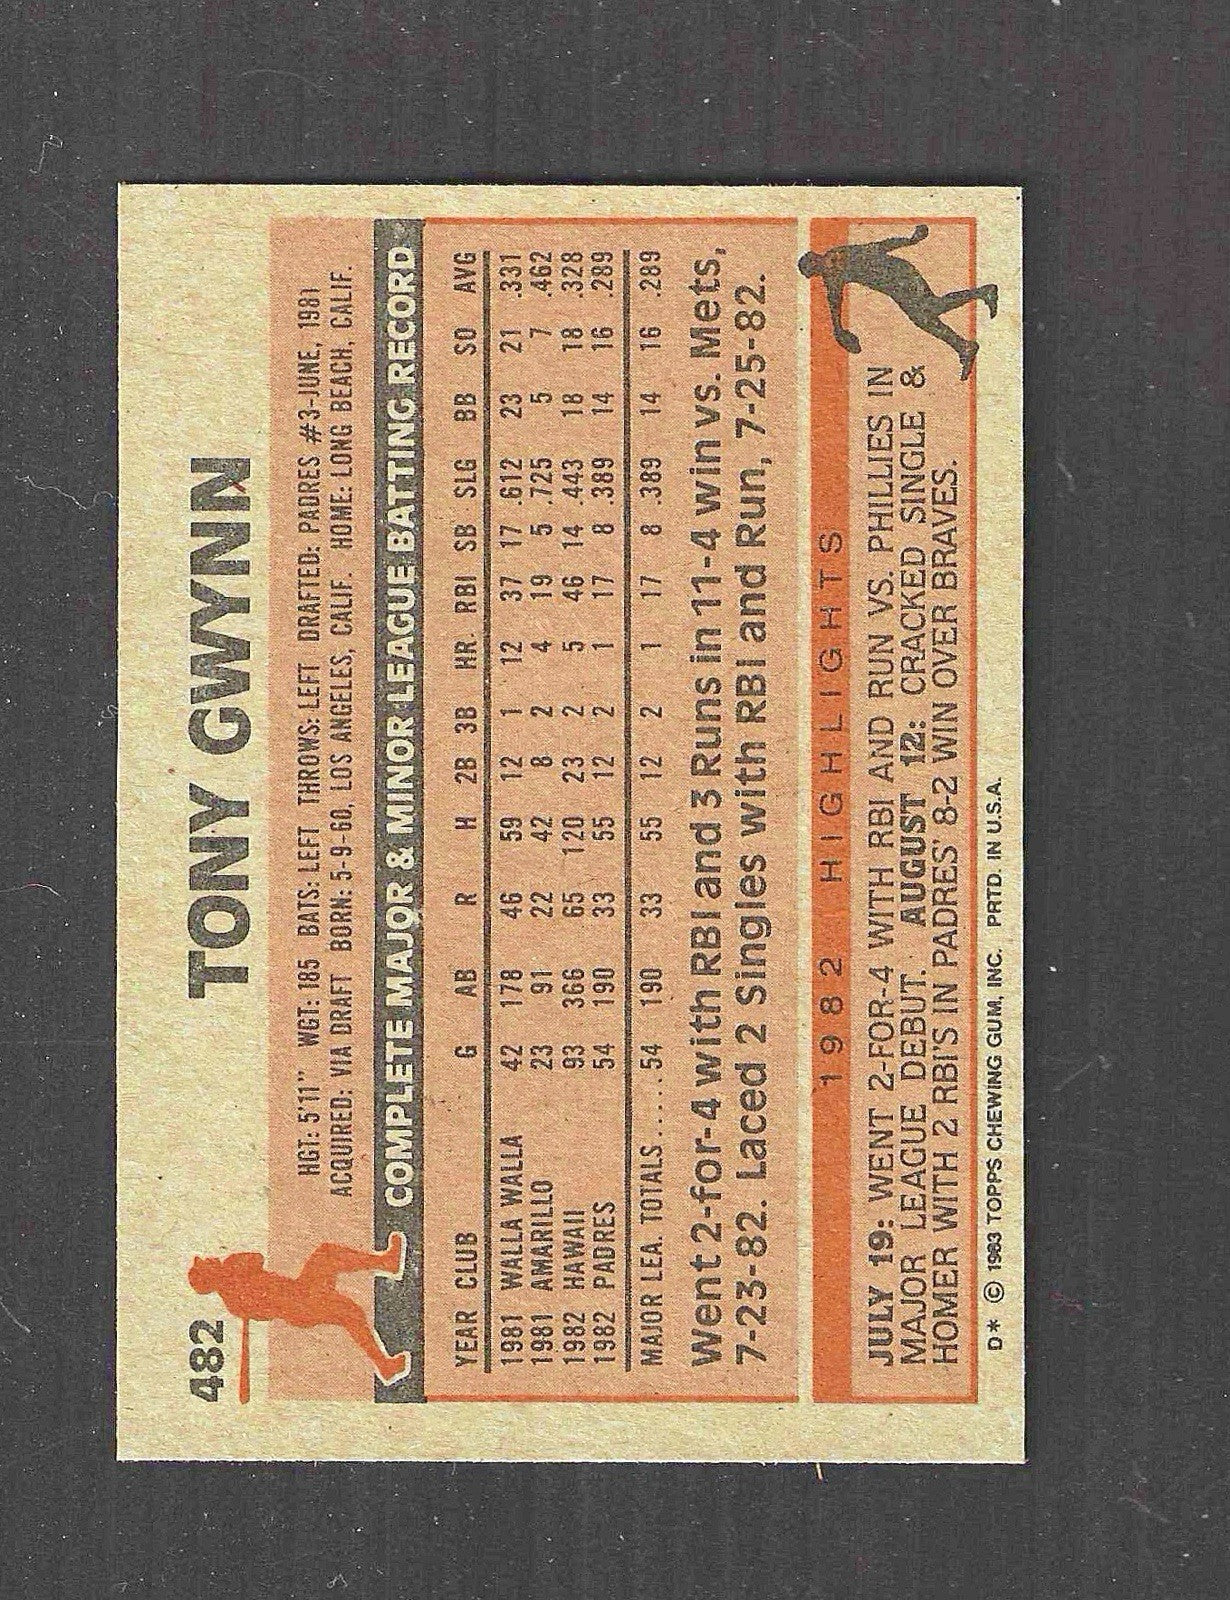 482
TONY GWYNN
HGT: 5'11" WGT: 185 BATS: LEFT THROWS: LEFT DRAFTED: PADRES #3-JUNE, 1981
ACQUIRED: VIA DRAFT BORN: 5-9-60, LOS ANGELES, CALIF. HOME: LONG BEACH, CALIF.
COMPLETE MAJOR & MINOR LEAGUE BATTING RECORD
YEAR CLUB G AB R H 2B 3B HR. RBI SB SLG BB SO AVG
1981 WALLA WALLA 42 178 46 59 12 1 12 37 17 .612 23 21 .331
1981 AMARILLO 23 91 22 42 8 2 4 19 5 .725 5 7 .462
1982 HAWAII 93 366 65 120 23 2 5 46 14 .443 18 18 .328
1982 PADRES 54 190 33 55 12 2 1 17 8 .389 14 16 .289
MAJOR LEA. TOTALS.....54 190 33 55 12 2 1 17 8 .389 14 16 .289
Went 2-for-4 with RBI and 3 Runs in 11-4 win vs. Mets,
7-23-82. Laced 2 Singles with RBI and Run, 7-25-82.
1982 HIGHLIGHTS
JULY 19: WENT 2-FOR-4 WITH RBI AND RUN VS. PHILLIES IN
MAJOR LEAGUE DEBUT. AUGUST 12: CRACKED SINGLE &
HOMER WITH 2 RBI'S IN PADRES' 8-2 WIN OVER BRAVES.
D* © 1983 TOPPS CHEWING GUM, INC. PRTD. IN U.S.A.